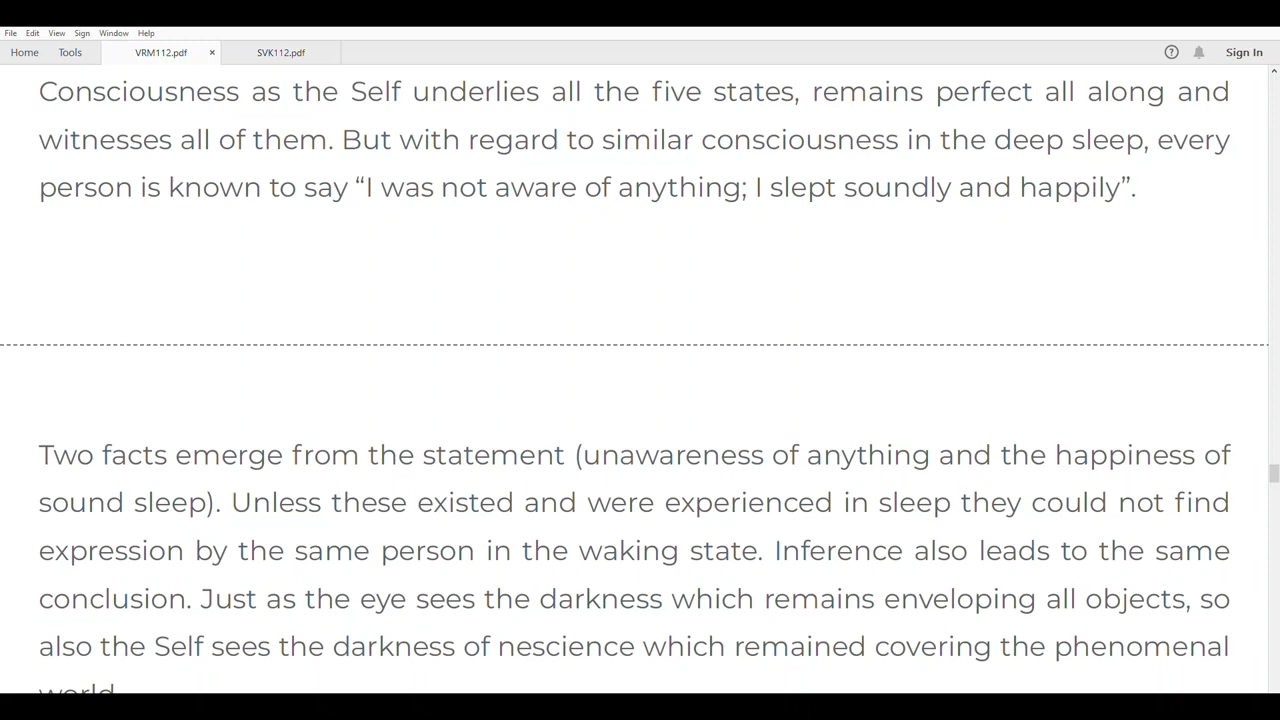 File Edit View Sign Window Help
Home Tools VRM112.pdf × SVK112.pdf ? Sign In
Consciousness as the Self underlies all the five states, remains perfect all along and
witnesses all of them. But with regard to similar consciousness in the deep sleep, every
person is known to say “I was not aware of anything; I slept soundly and happily”.
Two facts emerge from the statement (unawareness of anything and the happiness of
sound sleep). Unless these existed and were experienced in sleep they could not find
expression by the same person in the waking state. Inference also leads to the same
conclusion. Just as the eye sees the darkness which remains enveloping all objects, so
also the Self sees the darkness of nescience which remained covering the phenomenal
world.